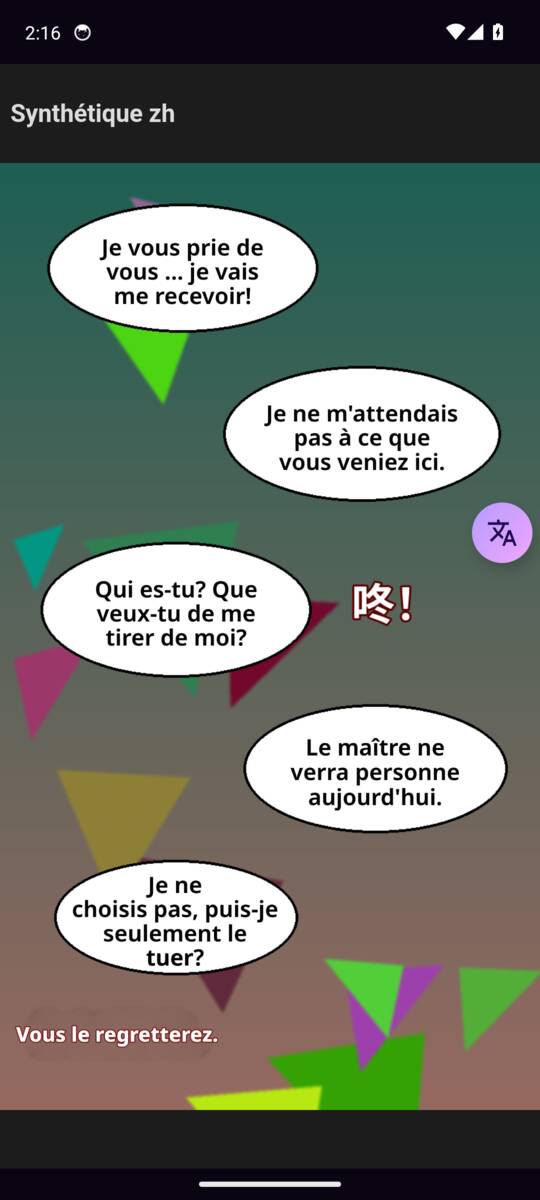 2:16
Synthétique zh
Je vous prie de
vous ... je vais
me recevoir!
Je ne m'attendais
pas à ce que
vous veniez ici.
Qui es-tu? Que
veux-tu de me
tirer de moi?
咚!
Le maître ne
verra personne
aujourd'hui.
Je ne
choisis pas, puis-je
seulement le
tuer?
Vous le regretterez.